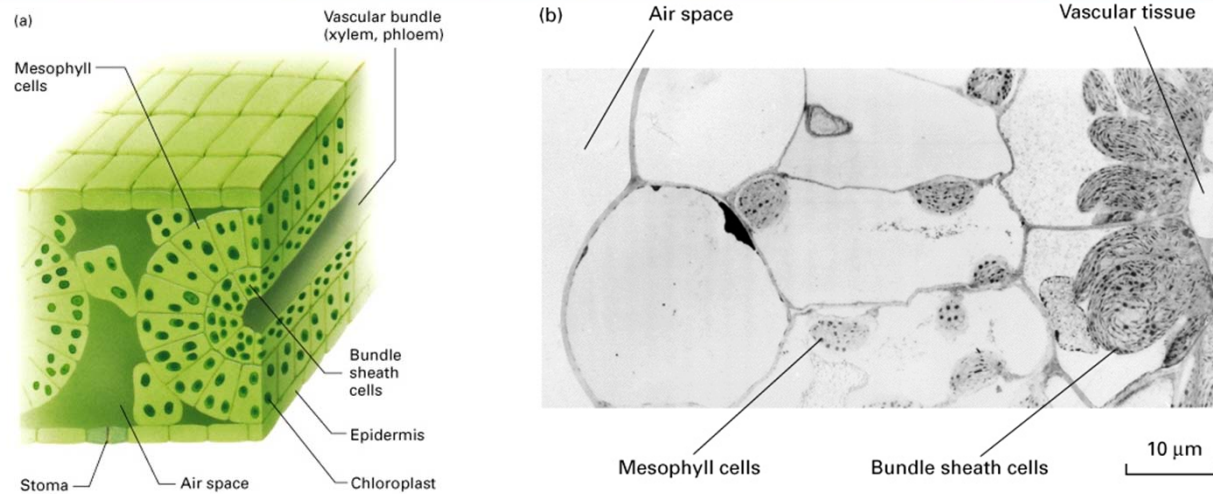 (a)
Vascular bundle
(xylem, phloem)
Mesophyll
cells
Bundle
sheath
cells
Epidermis
Chloroplast
Stoma
Air space
(b)
Air space
Vascular tissue
Mesophyll cells
Bundle sheath cells
10 μm